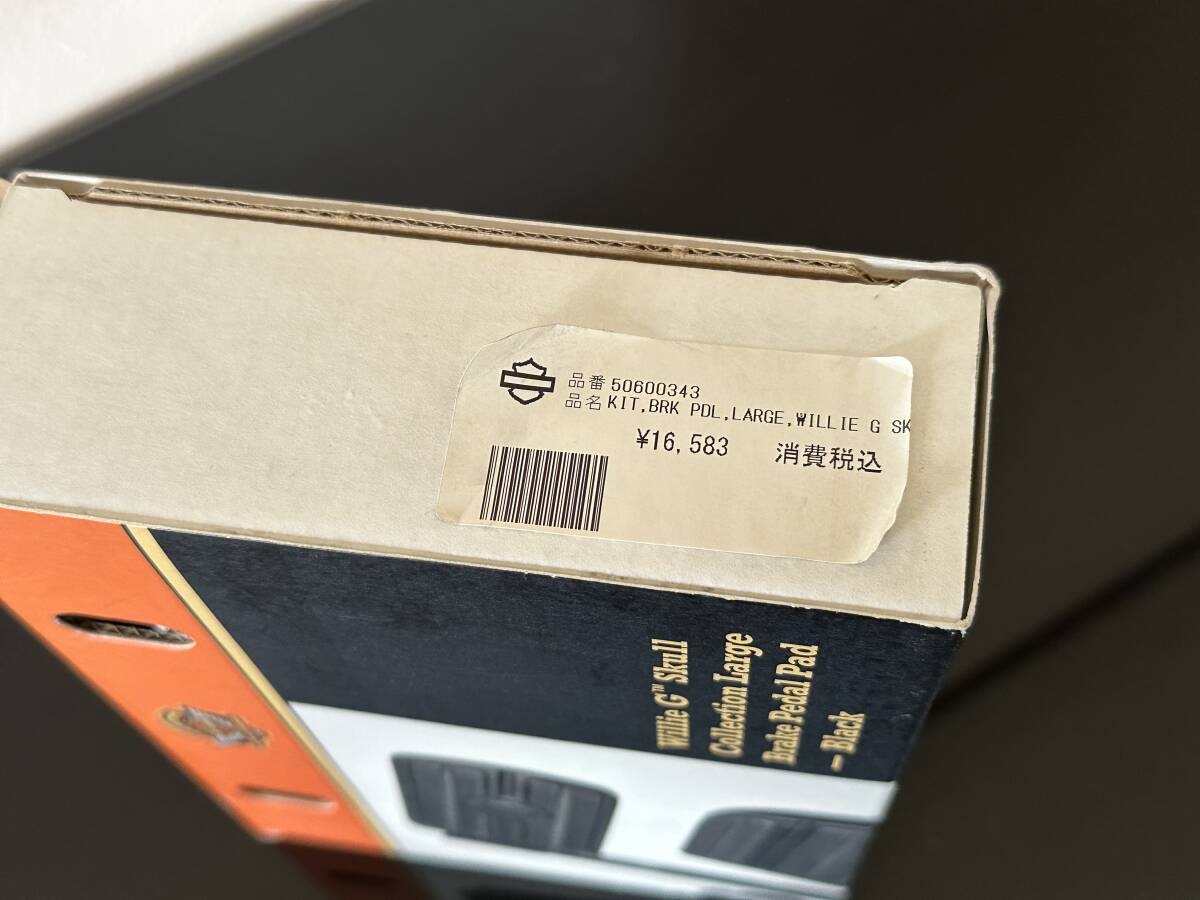 品番 50600343
品名 KIT,BRK PDL,LARGE,WILLIE G SK
¥16,583 消費税込
Willie G™ Skull
Collection Large
Brake Pedal Pad
– Black